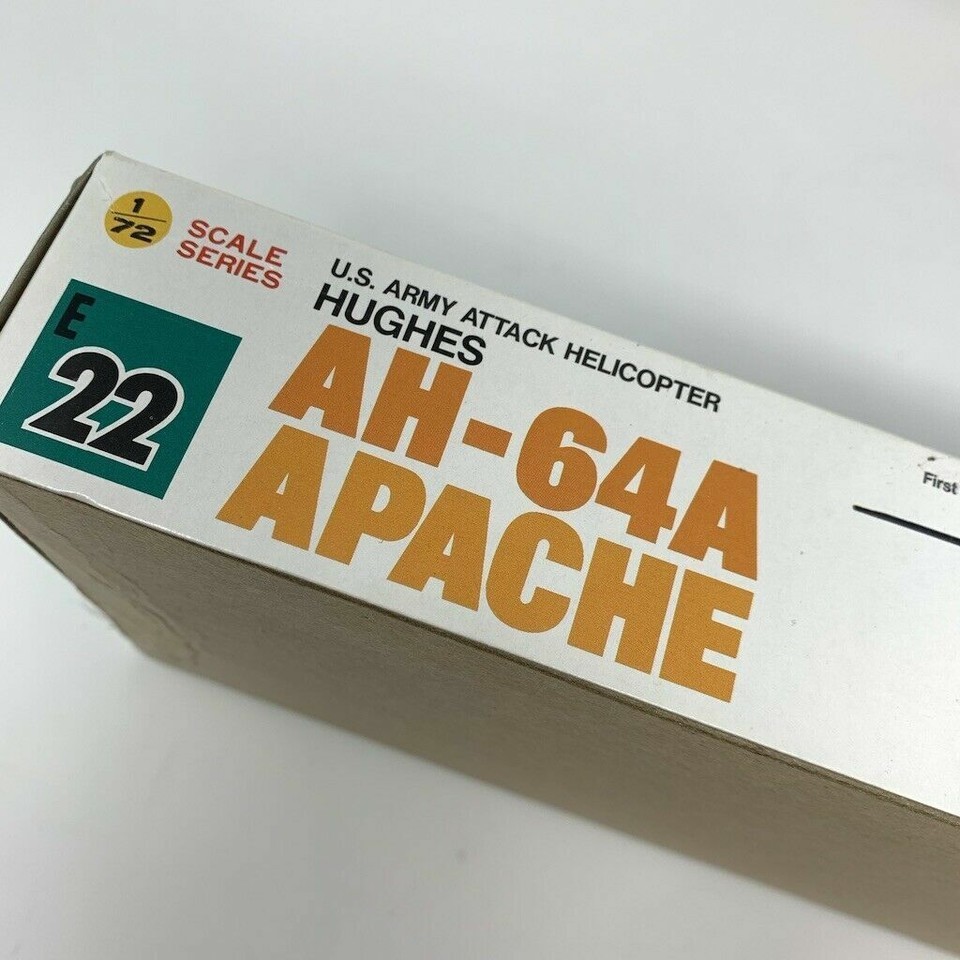 1
72
SCALE
SERIES
E
22
U.S. ARMY ATTACK HELICOPTER
HUGHES
AH-64A
APACHE
First